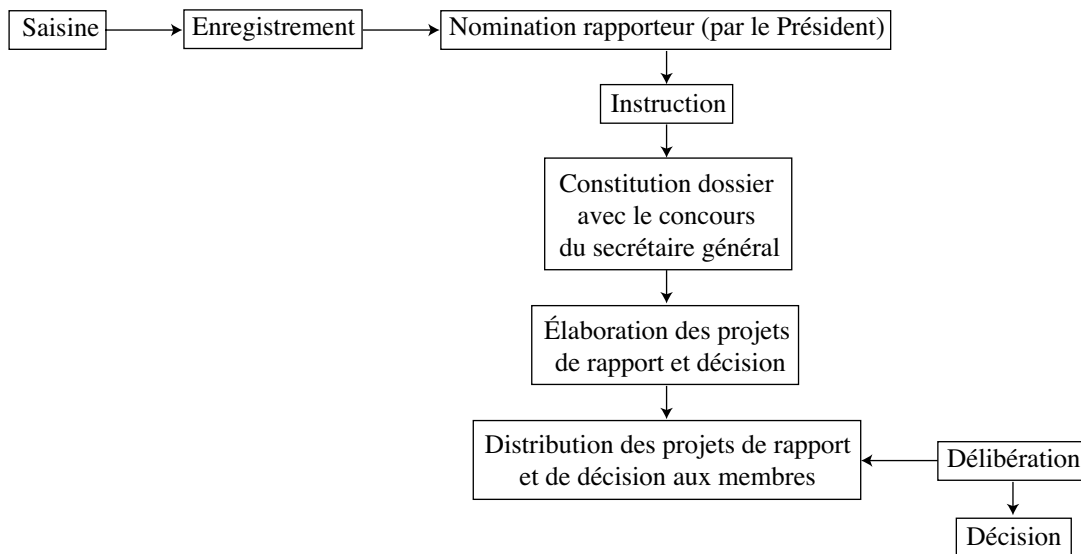 Saisine
Enregistrement
Nomination rapporteur (par le Président)
Instruction
Constitution dossier
avec le concours
du secrétaire général
Élaboration des projets
de rapport et décision
Distribution des projets de rapport
et de décision aux membres
Délibération
Décision